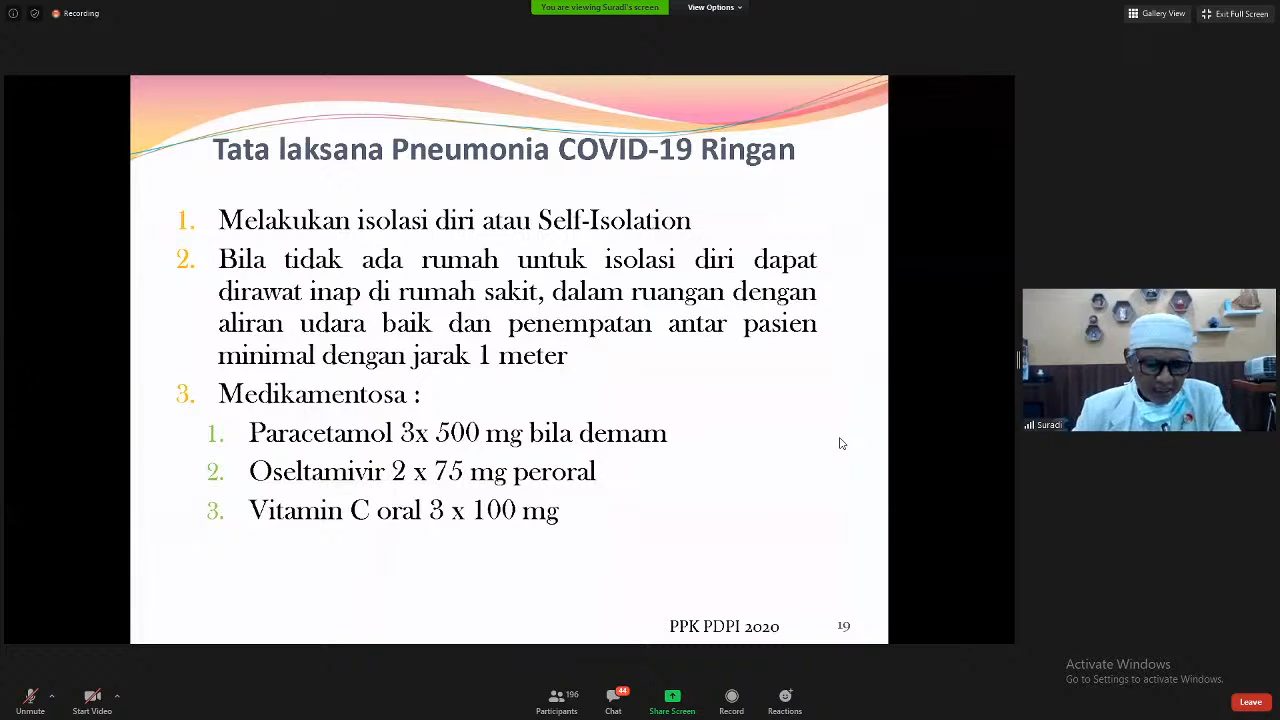 Recording
You are viewing Suradi's screen
View Options
Gallery View
Exit Full Screen
Tata laksana Pneumonia COVID-19 Ringan
1. Melakukan isolasi diri atau Self-Isolation
2. Bila tidak ada rumah untuk isolasi diri dapat
dirawat inap di rumah sakit, dalam ruangan dengan
aliran udara baik dan penempatan antar pasien
minimal dengan jarak 1 meter
3. Medikamentosa :
1. Paracetamol 3x 500 mg bila demam
2. Oseltamivir 2 x 75 mg peroral
3. Vitamin C oral 3 x 100 mg
PPK PDPI 2020
19
Suradi
Activate Windows
Go to Settings to activate Windows.
Unmute
Start Video
196
Participants
44
Chat
Share Screen
Record
Reactions
Leave